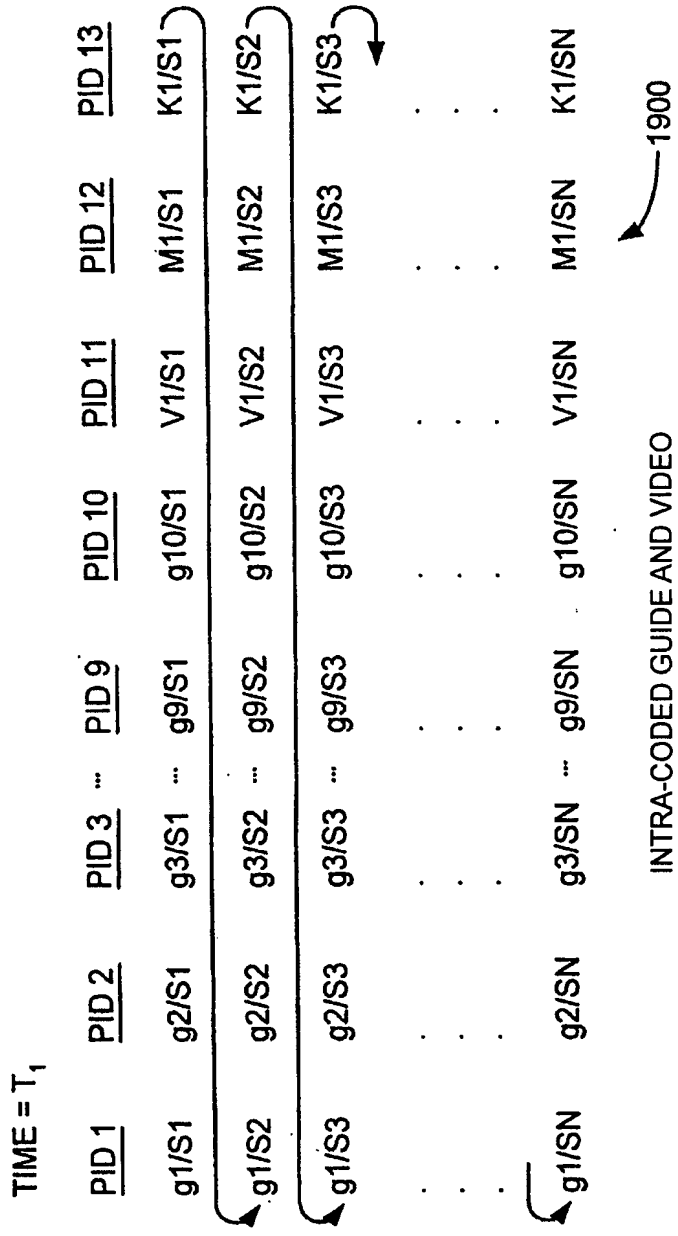 TIME = T₁
PID 1 PID 2 PID 3 ... PID 9 PID 10 PID 11 PID 12 PID 13
g1/S1 g2/S1 g3/S1 ... g9/S1 g10/S1 V1/S1 M1/S1 K1/S1
g1/S2 g2/S2 g3/S2 ... g9/S2 g10/S2 V1/S2 M1/S2 K1/S2
g1/S3 g2/S3 g3/S3 ... g9/S3 g10/S3 V1/S3 M1/S3 K1/S3
. . . . . . . .
. . . . . . . .
. . . . . . . .
g1/SN g2/SN g3/SN ... g9/SN g10/SN V1/SN M1/SN K1/SN
1900
INTRA-CODED GUIDE AND VIDEO